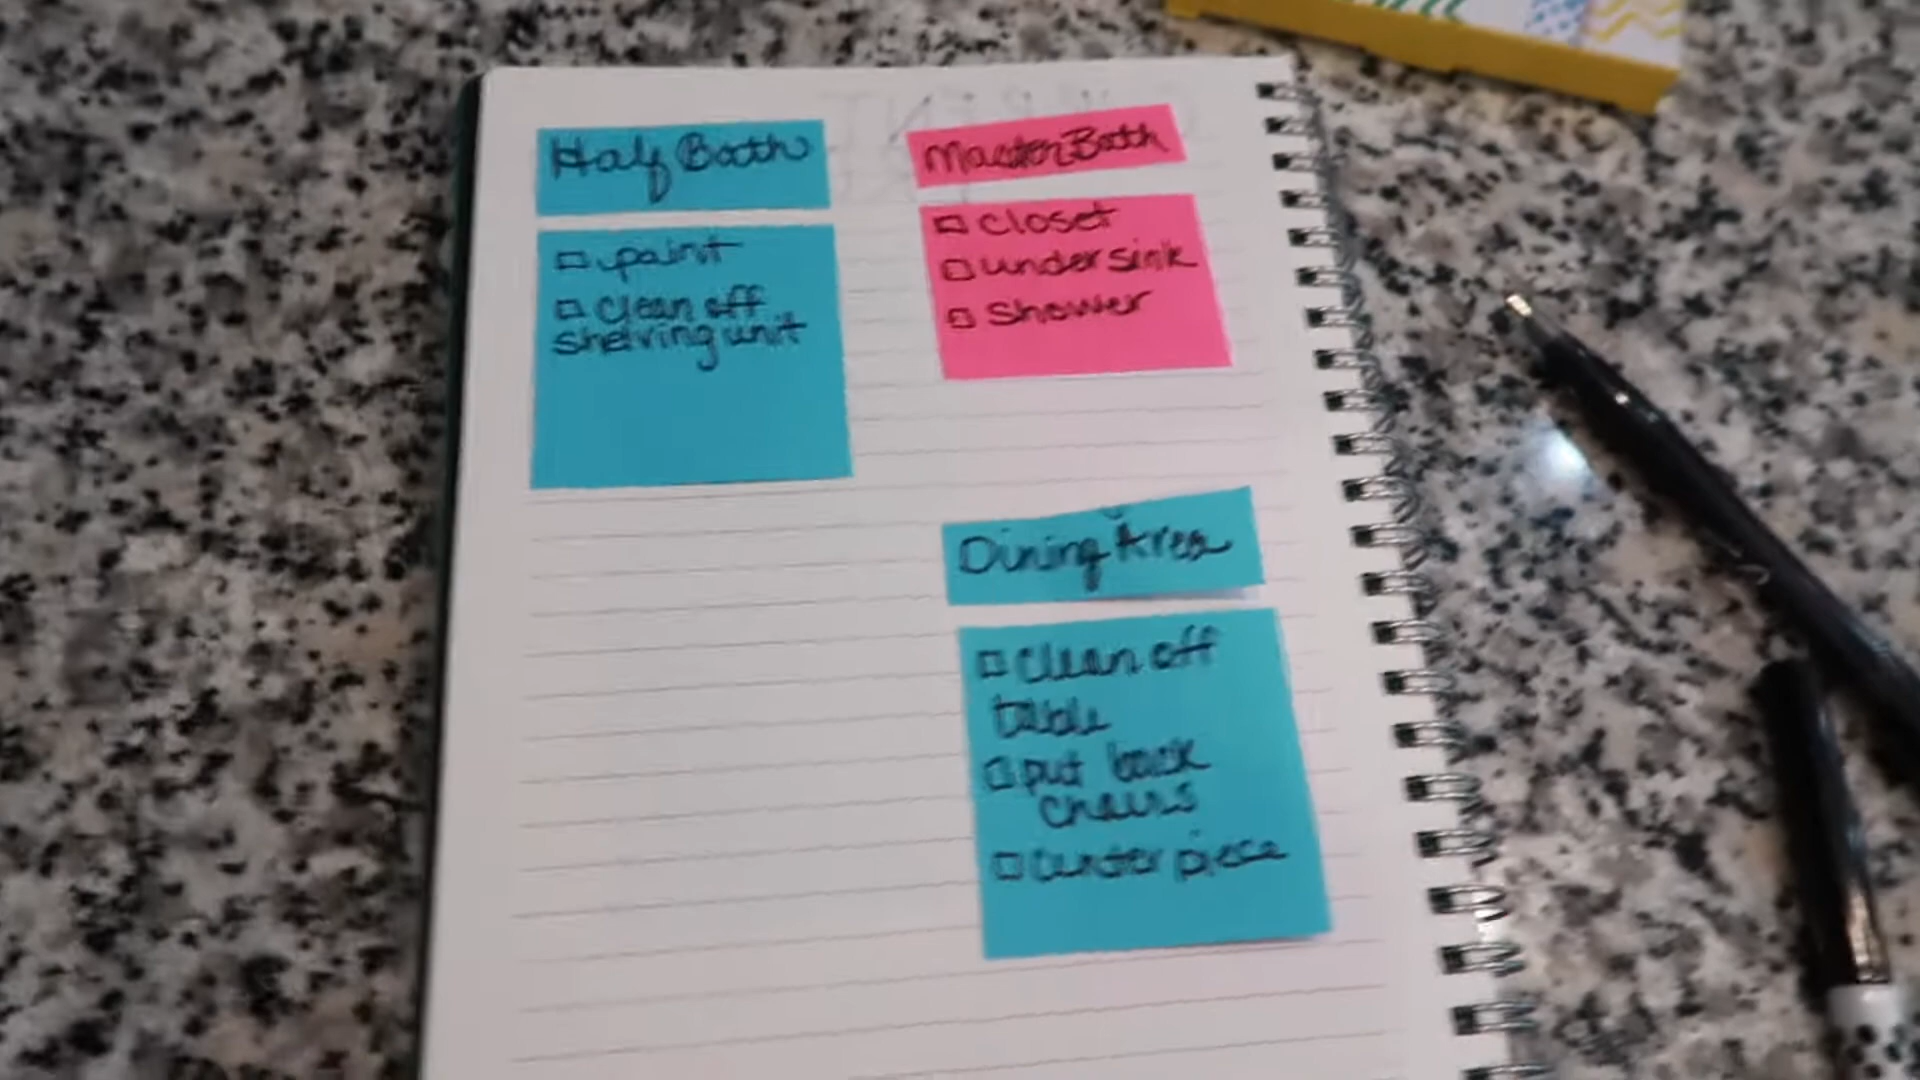 Half Bath
□ paint
□ clean off
shelving unit
Master Bath
□ closet
□ under sink
□ shower
Dining Area
□ clean off
table
□ put back
chairs
□ center piece